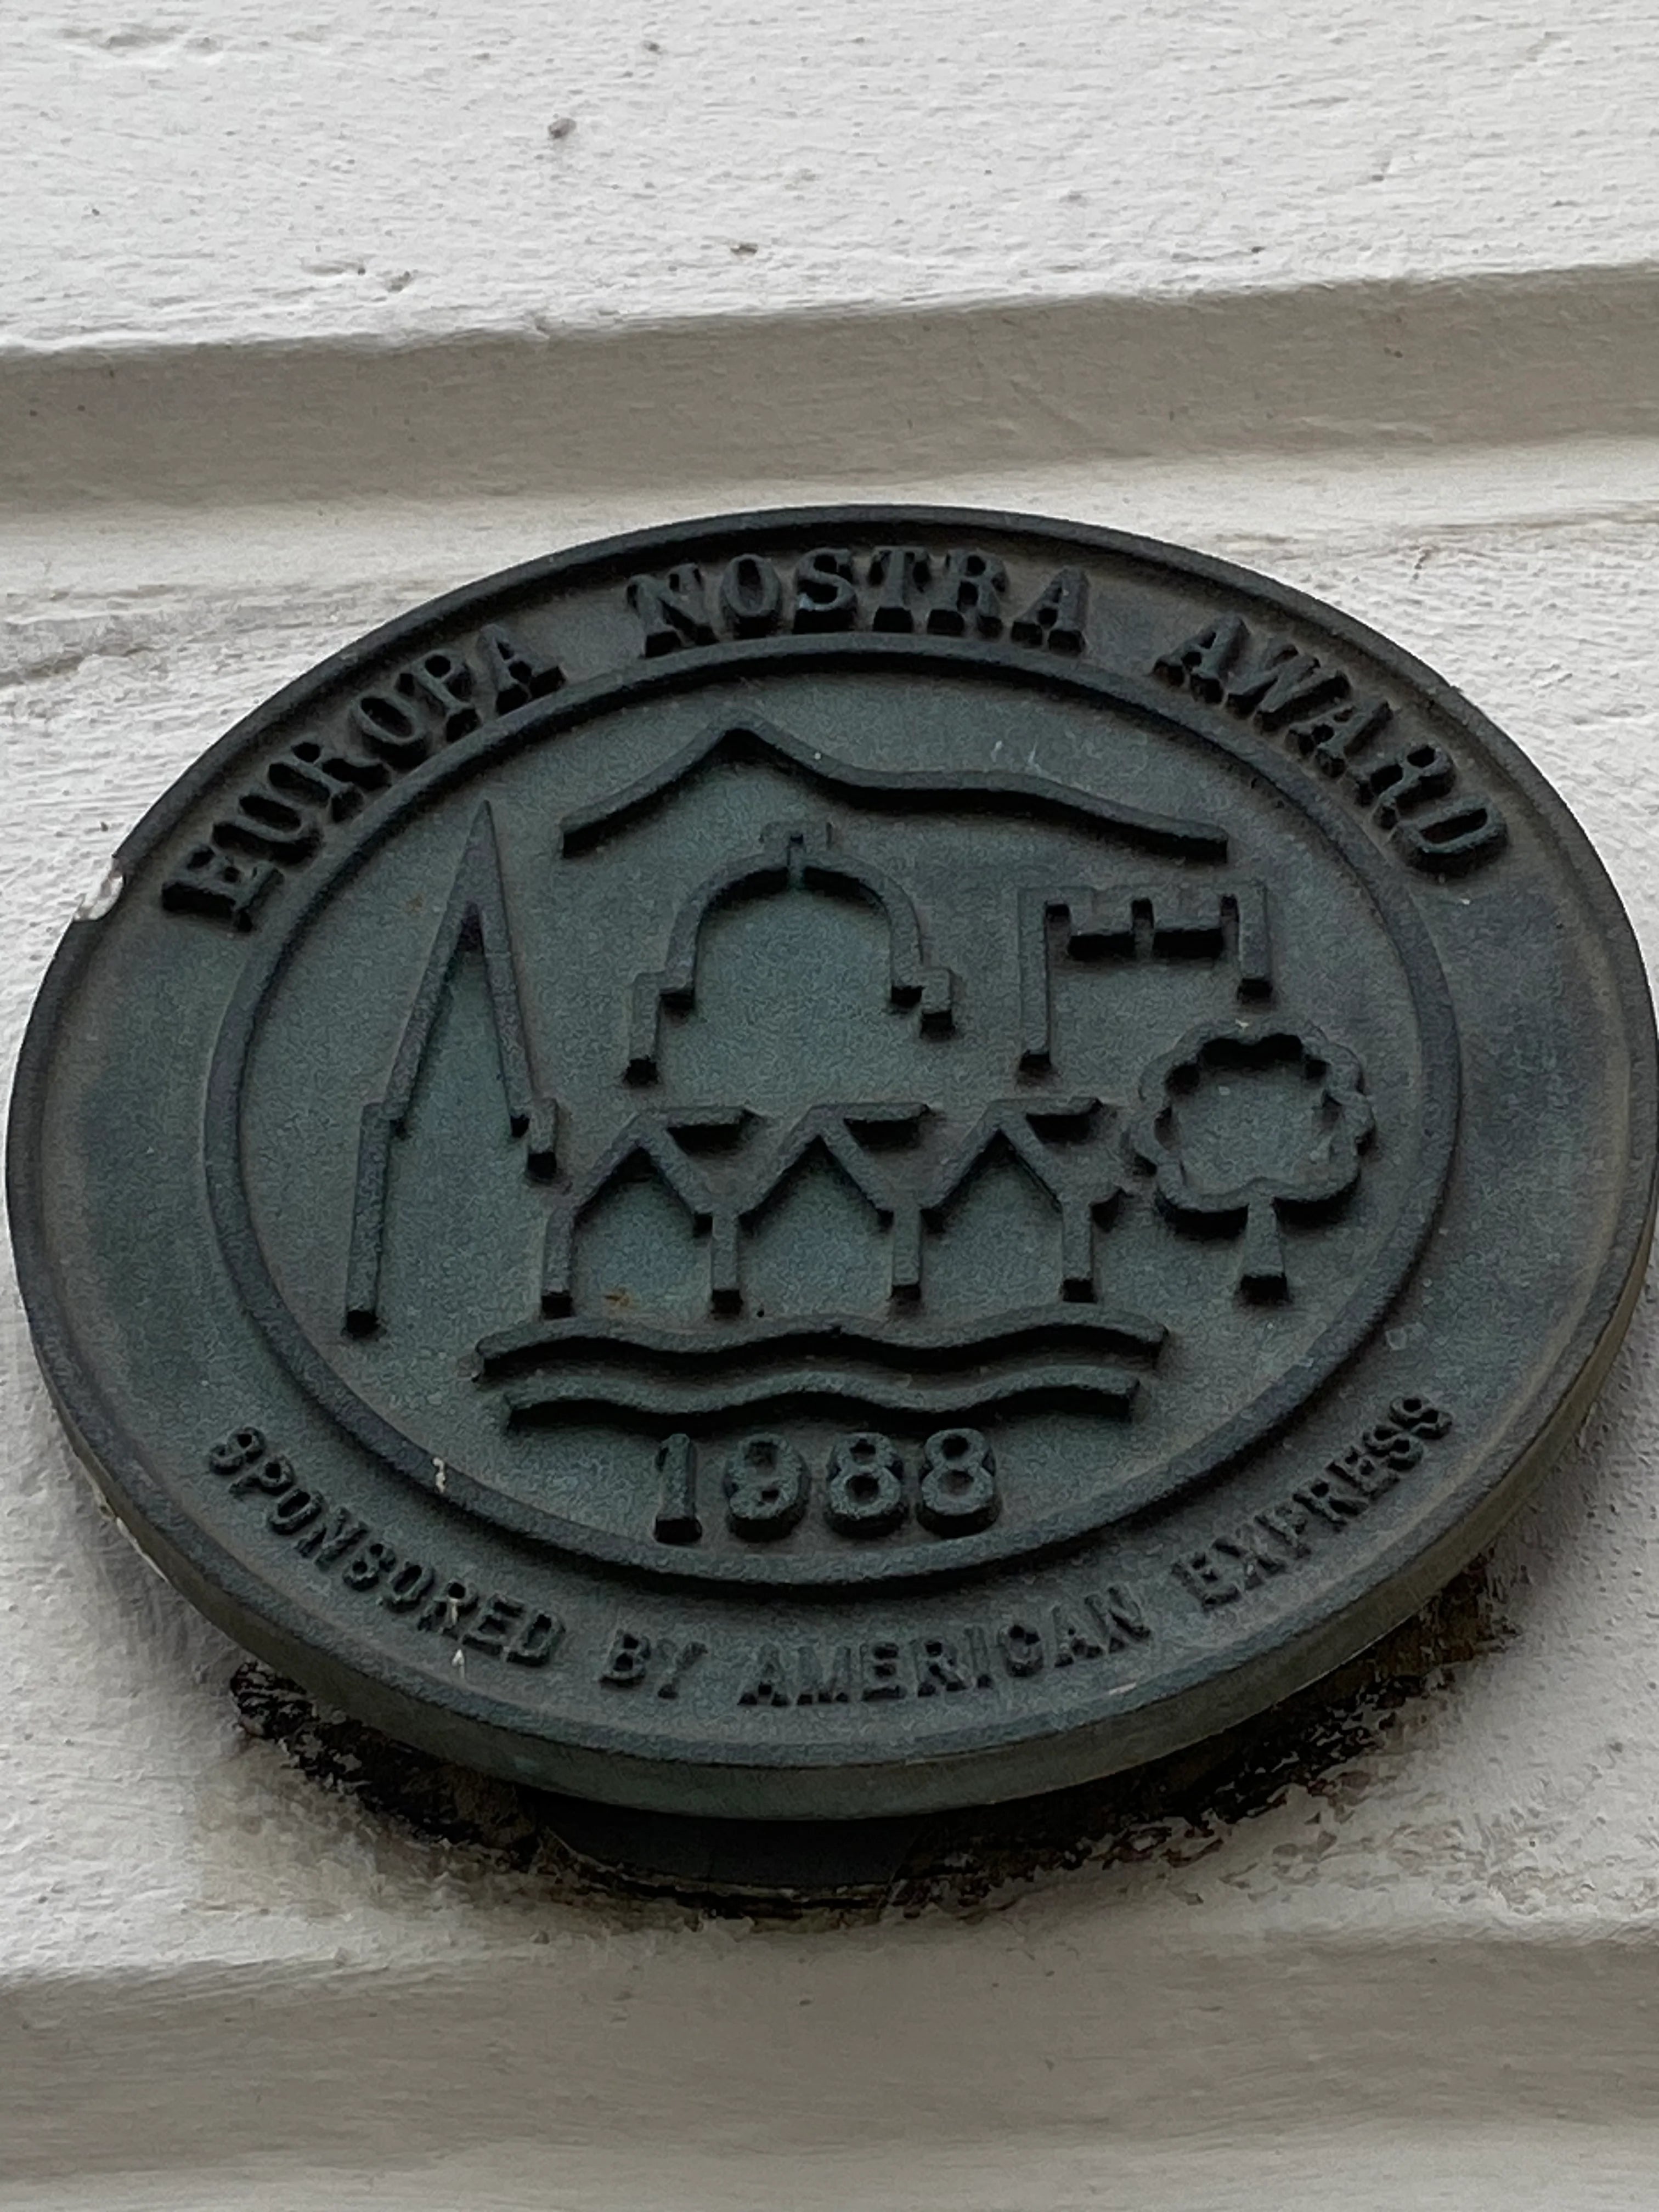 EUROPA NOSTRA AWARD
1988
SPONSORED BY AMERICAN EXPRESS